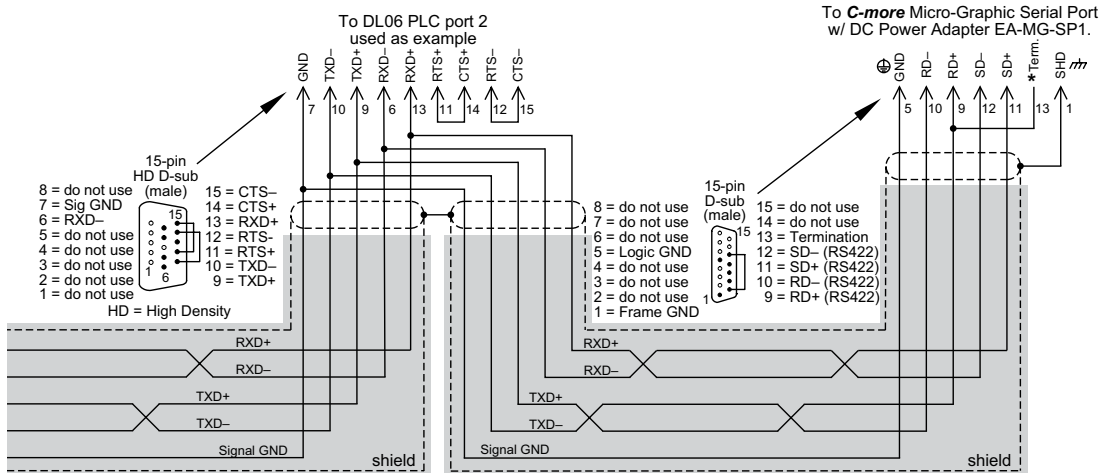 To DL06 PLC port 2
used as example
GND
TXD–
TXD+
RXD–
RXD+
RTS+
CTS+
RTS–
CTS–
7
10
9
6
13
11
14
12
15
15-pin
HD D-sub
(male)
8 = do not use
7 = Sig GND
6 = RXD–
5 = do not use
4 = do not use
3 = do not use
2 = do not use
1 = do not use
15
1
6
15 = CTS–
14 = CTS+
13 = RXD+
12 = RTS-
11 = RTS+
10 = TXD–
9 = TXD+
HD = High Density
To C-more Micro-Graphic Serial Port
w/ DC Power Adapter EA-MG-SP1.
GND
RD–
RD+
SD–
SD+
*Term.
SHD
5
10
9
12
11
13
1
15-pin
D-sub
(male)
8 = do not use
7 = do not use
6 = do not use
5 = Logic GND
4 = do not use
3 = do not use
2 = do not use
1 = Frame GND
15
1
15 = do not use
14 = do not use
13 = Termination
12 = SD– (RS422)
11 = SD+ (RS422)
10 = RD– (RS422)
9 = RD+ (RS422)
RXD+
RXD–
TXD+
TXD–
Signal GND
shield
RXD+
RXD–
TXD+
TXD–
Signal GND
shield